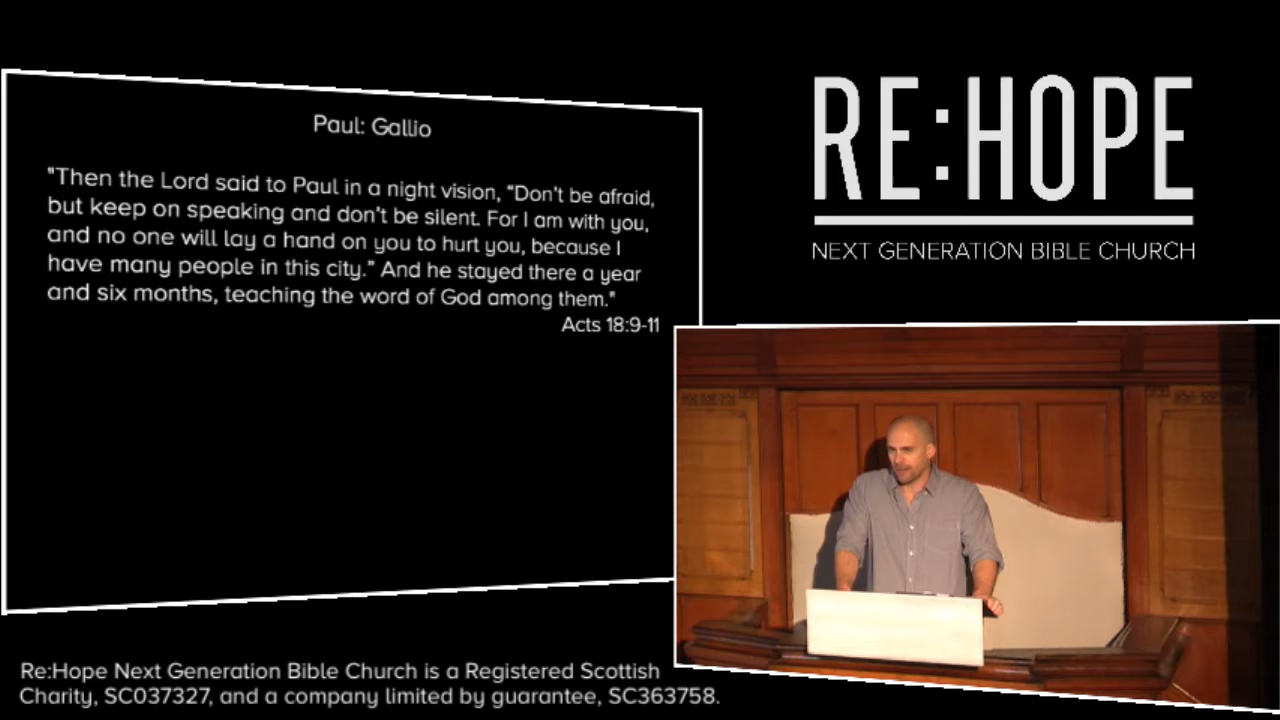 Paul: Gallio
"Then the Lord said to Paul in a night vision, “Don’t be afraid,
but keep on speaking and don’t be silent. For I am with you,
and no one will lay a hand on you to hurt you, because I
have many people in this city.” And he stayed there a year
and six months, teaching the word of God among them."
Acts 18:9-11
RE:HOPE
NEXT GENERATION BIBLE CHURCH
Re:Hope Next Generation Bible Church is a Registered Scottish
Charity, SC037327, and a company limited by guarantee, SC363758.